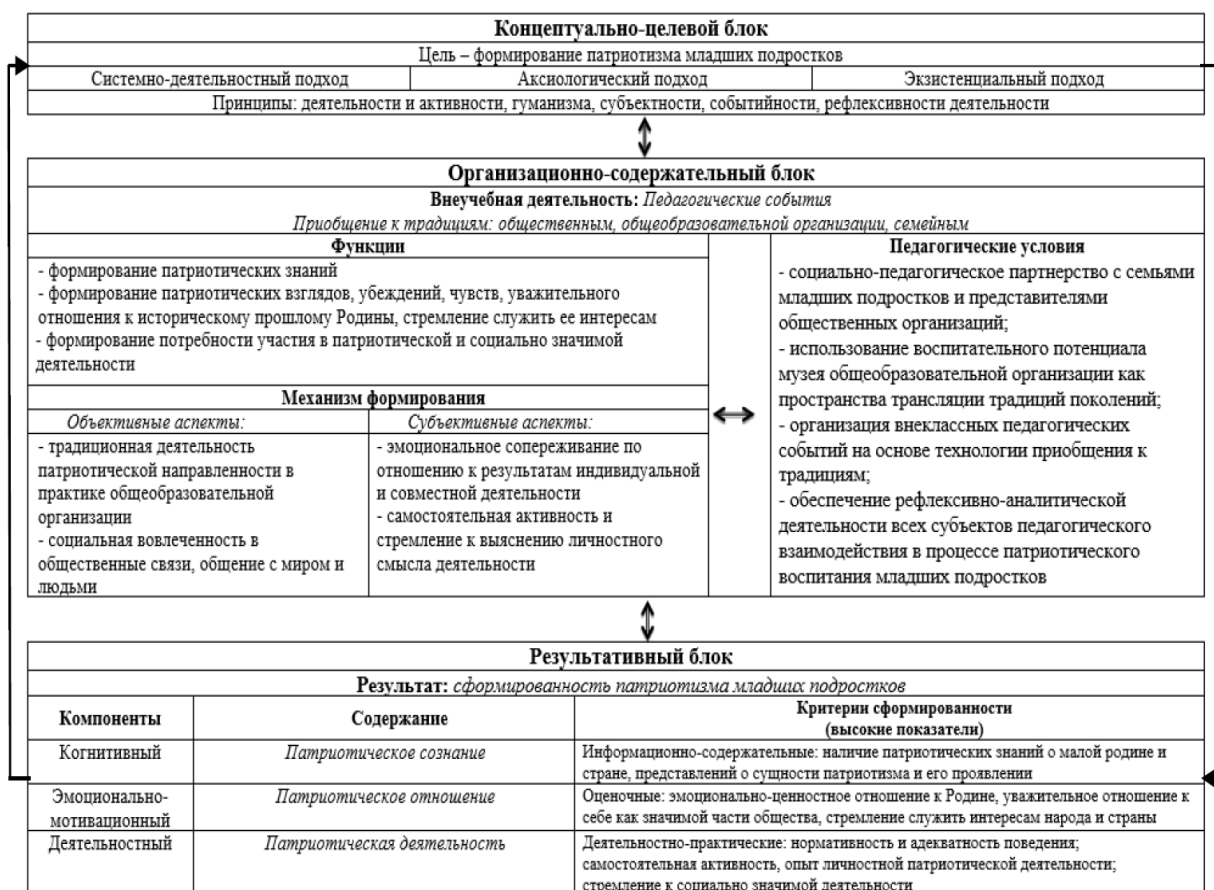 Концептуально-целевой блок
Цель – формирование патриотизма младших подростков
Системно-деятельностный подход
Аксиологический подход
Экзистенциальный подход
Принципы: деятельности и активности, гуманизма, субъектности, событийности, рефлексивности деятельности
Организационно-содержательный блок
Внеучебная деятельность: Педагогические события
Приобщение к традициям: общественным, общеобразовательной организации, семейным
Функции
- формирование патриотических знаний
- формирование патриотических взглядов, убеждений, чувств, уважительного
отношения к историческому прошлому Родины, стремление служить ее интересам
- формирование потребности участия в патриотической и социально значимой
деятельности
Механизм формирования
Объективные аспекты:
- традиционная деятельность
патриотической направленности в
практике общеобразовательной
организации
- социальная вовлеченность в
общественные связи, общение с миром и
людьми
Субъективные аспекты:
- эмоциональное сопереживание по
отношению к результатам индивидуальной
и совместной деятельности
- самостоятельная активность и
стремление к выяснению личностного
смысла деятельности
Педагогические условия
- социально-педагогическое партнерство с семьями
младших подростков и представителями
общественных организаций;
- использование воспитательного потенциала
музея общеобразовательной организации как
пространства трансляции традиций поколений;
- организация внеклассных педагогических
событий на основе технологии приобщения к
традициям;
- обеспечение рефлексивно-аналитической
деятельности всех субъектов педагогического
взаимодействия в процессе патриотического
воспитания младших подростков
Результативный блок
Результат: сформированность патриотизма младших подростков
Компоненты
Содержание
Критерии сформированности
(высокие показатели)
Когнитивный
Патриотическое сознание
Информационно-содержательные: наличие патриотических знаний о малой родине и
стране, представлений о сущности патриотизма и его проявлении
Эмоционально-
мотивационный
Патриотическое отношение
Оценочные: эмоционально-ценностное отношение к Родине, уважительное отношение к
себе как значимой части общества, стремление служить интересам народа и страны
Деятельностный
Патриотическая деятельность
Деятельностно-практические: нормативность и адекватность поведения;
самостоятельная активность, опыт личностной патриотической деятельности;
стремление к социально значимой деятельности